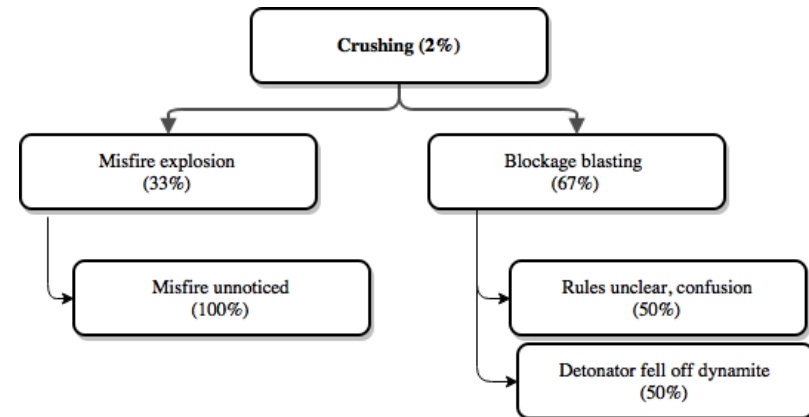 Crushing (2%)
Misfire explosion
(33%)
Blockage blasting
(67%)
Misfire unnoticed
(100%)
Rules unclear, confusion
(50%)
Detonator fell off dynamite
(50%)